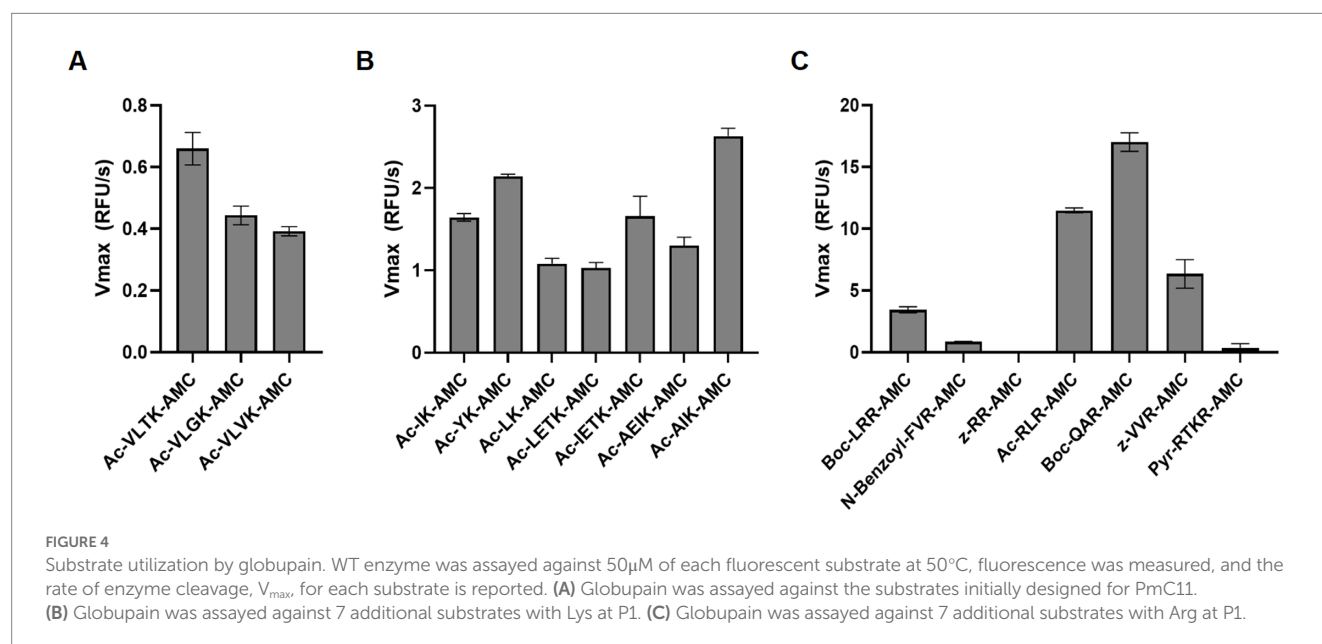 A
B
C
Vmax (RFU/s)
0.8
0.6
0.4
0.2
0.0
Ac-VLTK-AMC
Ac-VLGK-AMC
Ac-VLVK-AMC
Vmax (RFU/s)
3
2
1
0
Ac-IK-AMC
Ac-YK-AMC
Ac-LK-AMC
Ac-LETK-AMC
Ac-IETK-AMC
Ac-AEIK-AMC
Ac-AIK-AMC
Vmax (RFU/s)
20
15
10
5
0
Boc-LRR-AMC
N-Benzoyl-FVR-AMC
z-RR-AMC
Ac-RLR-AMC
Boc-QAR-AMC
z-VVR-AMC
Pyr-RTKR-AMC
FIGURE 4
Substrate utilization by globupain. WT enzyme was assayed against 50μM of each fluorescent substrate at 50°C, fluorescence was measured, and the
rate of enzyme cleavage, Vmax, for each substrate is reported. (A) Globupain was assayed against the substrates initially designed for PmC11.
(B) Globupain was assayed against 7 additional substrates with Lys at P1. (C) Globupain was assayed against 7 additional substrates with Arg at P1.